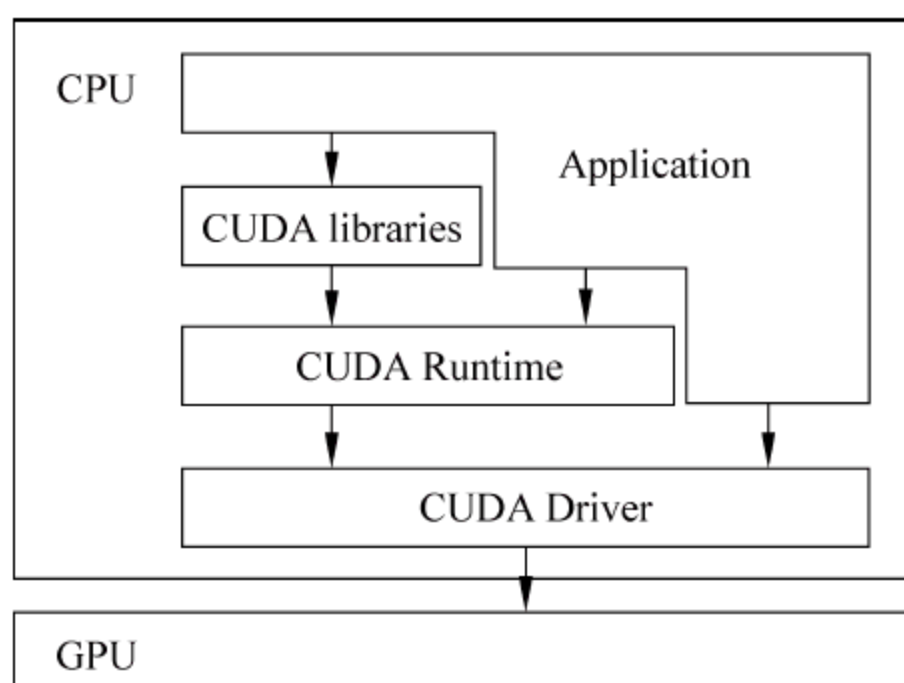 CPU
Application
CUDA libraries
CUDA Runtime
CUDA Driver
GPU